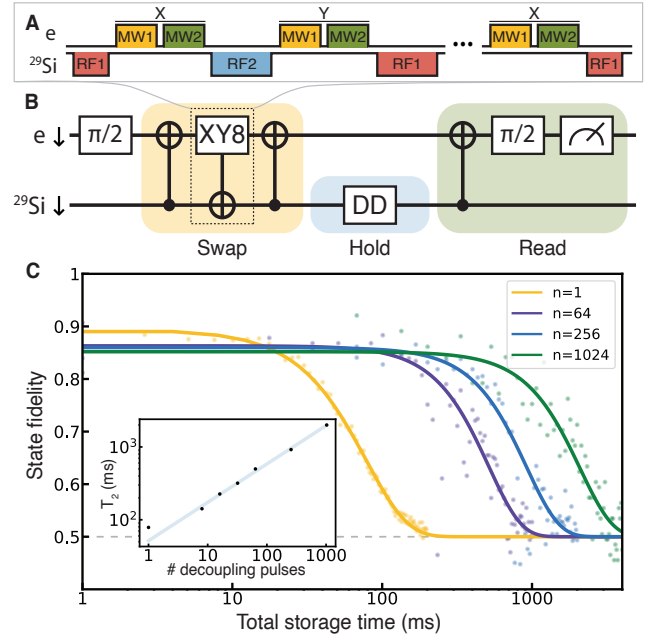 A
X
Y
X
e
MW1 MW2 MW1 MW2 MW1 MW2
²⁹Si
RF1 RF2 RF1 RF1
B
e ↓ π/2 XY8 π/2
²⁹Si ↓ DD
Swap Hold Read
C
State fidelity
1
0.9
0.8
0.7
0.6
0.5
n=1
n=64
n=256
n=1024
T₂ (ms)
10³
10²
1 10 100 1000
# decoupling pulses
1 10 100 1000
Total storage time (ms)